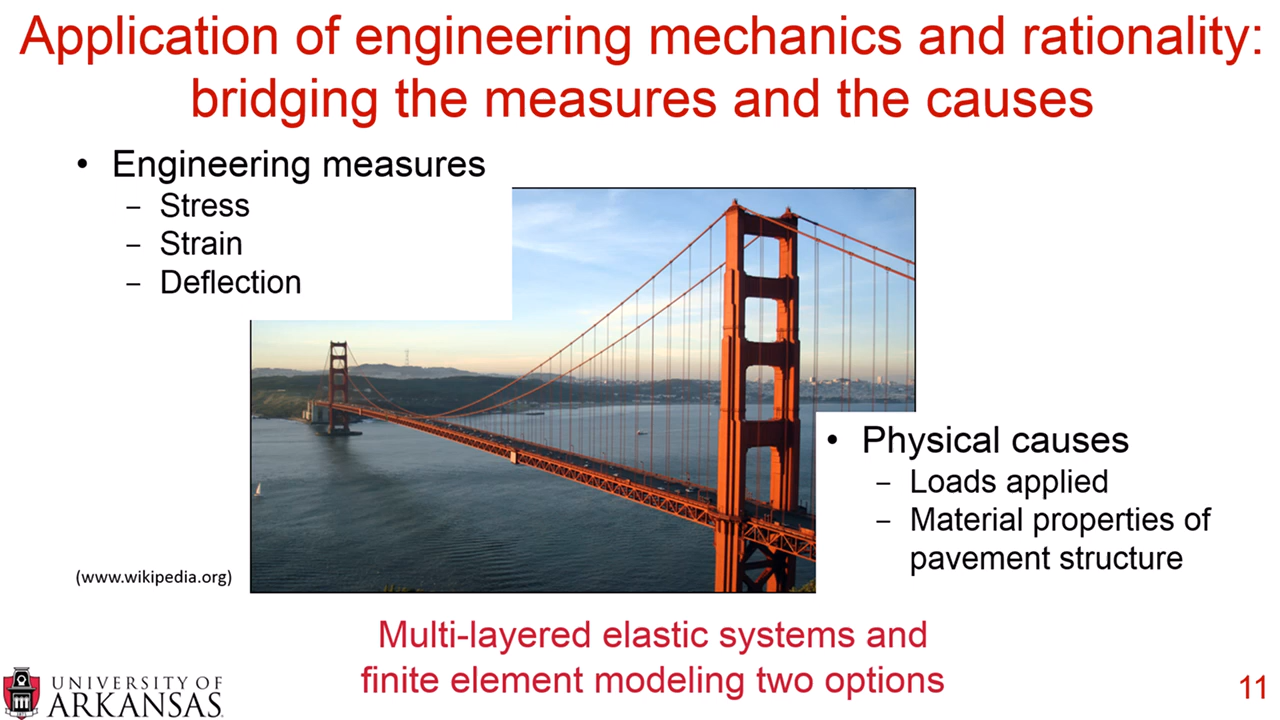 Application of engineering mechanics and rationality:
bridging the measures and the causes
• Engineering measures
– Stress
– Strain
– Deflection
• Physical causes
– Loads applied
– Material properties of
pavement structure
(www.wikipedia.org)
Multi-layered elastic systems and
finite element modeling two options
UNIVERSITY OF
ARKANSAS
11